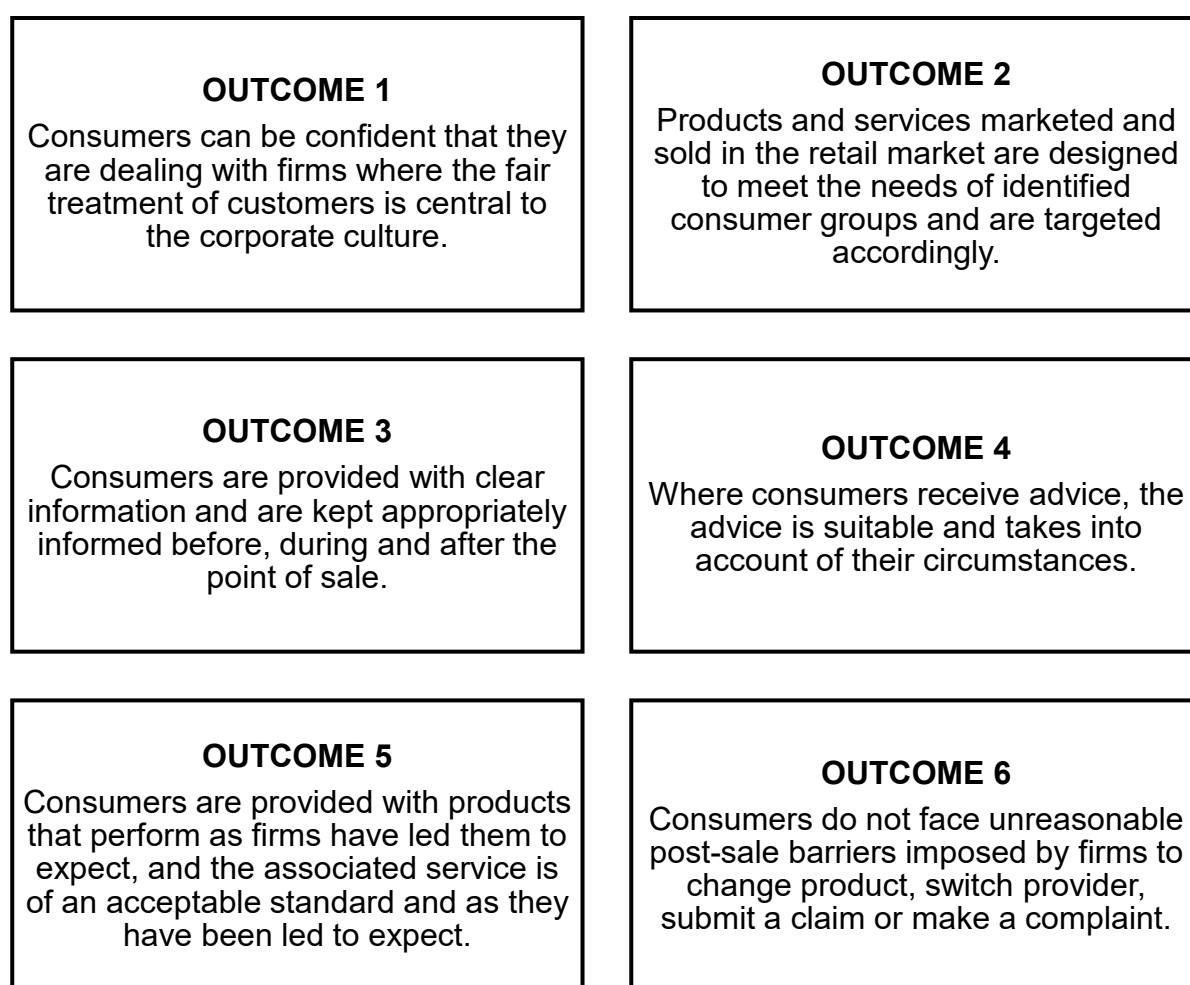 OUTCOME 1
Consumers can be confident that they
are dealing with firms where the fair
treatment of customers is central to
the corporate culture.
OUTCOME 2
Products and services marketed and
sold in the retail market are designed
to meet the needs of identified
consumer groups and are targeted
accordingly.
OUTCOME 3
Consumers are provided with clear
information and are kept appropriately
informed before, during and after the
point of sale.
OUTCOME 4
Where consumers receive advice, the
advice is suitable and takes into
account of their circumstances.
OUTCOME 5
Consumers are provided with products
that perform as firms have led them to
expect, and the associated service is
of an acceptable standard and as they
have been led to expect.
OUTCOME 6
Consumers do not face unreasonable
post-sale barriers imposed by firms to
change product, switch provider,
submit a claim or make a complaint.